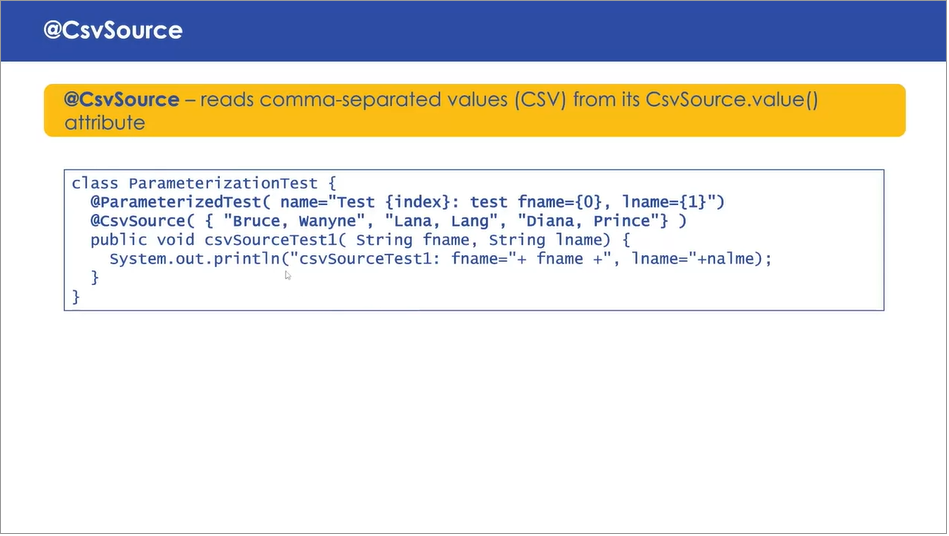 @CsvSource
@CsvSource – reads comma-separated values (CSV) from its CsvSource.value()
attribute
class ParameterizationTest {
@ParameterizedTest( name="Test {index}: test fname={0}, lname={1}")
@CsvSource( { "Bruce, Wanyne", "Lana, Lang", "Diana, Prince"} )
public void csvSourceTest1( String fname, String lname) {
System.out.println("csvSourceTest1: fname="+ fname +", lname="+nalme);
}
}